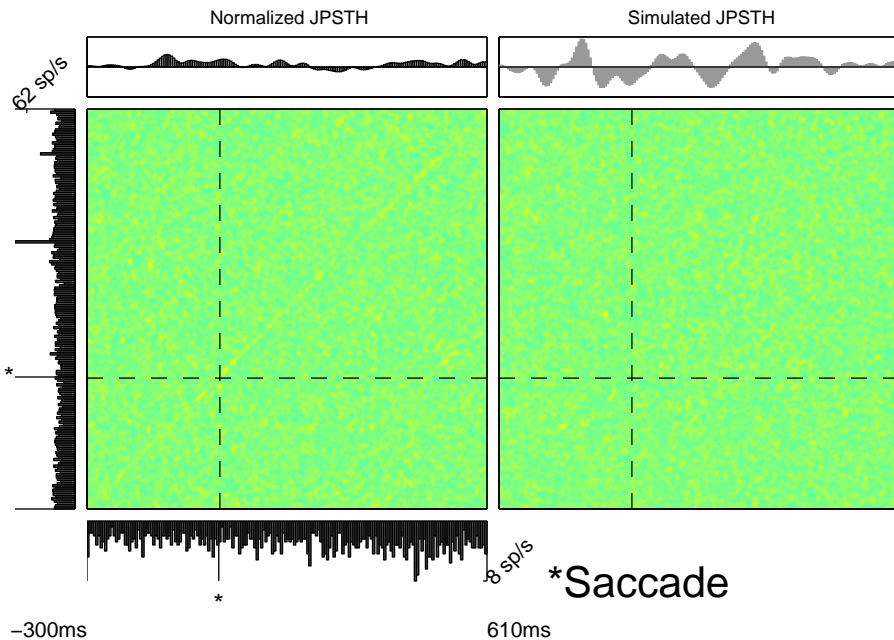 Normalized JPSTH
Simulated JPSTH
62 sp/s
*
8 sp/s
*Saccade
*
−300ms
610ms